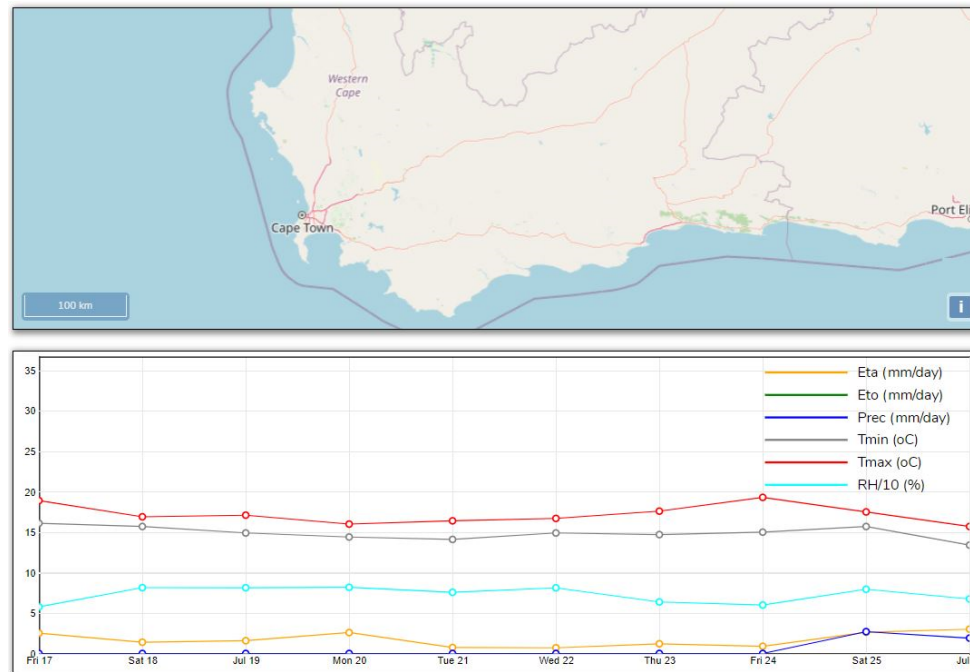 Western
Cape
Cape Town
Port Eli
100 km
i
35
30
25
20
15
10
5
0
Eta (mm/day)
Eto (mm/day)
Prec (mm/day)
Tmin (oC)
Tmax (oC)
RH/10 (%)
Fri 17 Sat 18 Jul 19 Mon 20 Tue 21 Wed 22 Thu 23 Fri 24 Sat 25 Jul